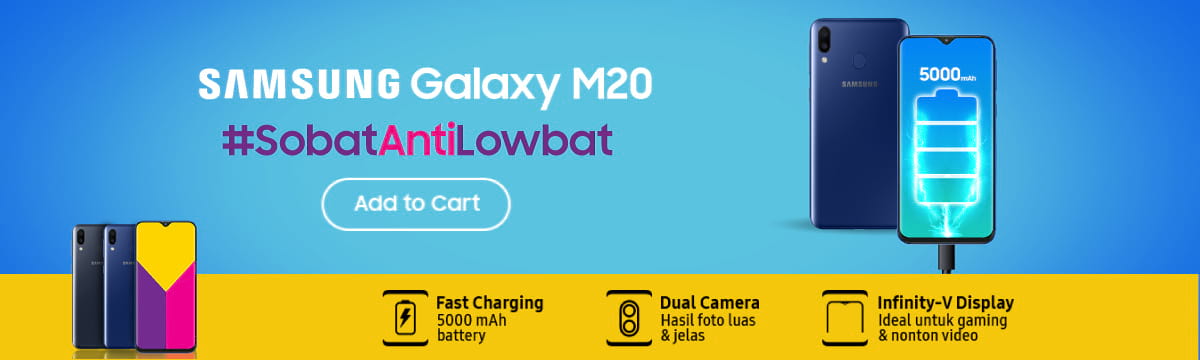 SAMSUNG Galaxy M20
#SobatAntiLowbat
Add to Cart
SAMSUNG
5000mAh
Fast Charging
5000 mAh
battery
Dual Camera
Hasil foto luas
& jelas
Infinity-V Display
Ideal untuk gaming
& nonton video